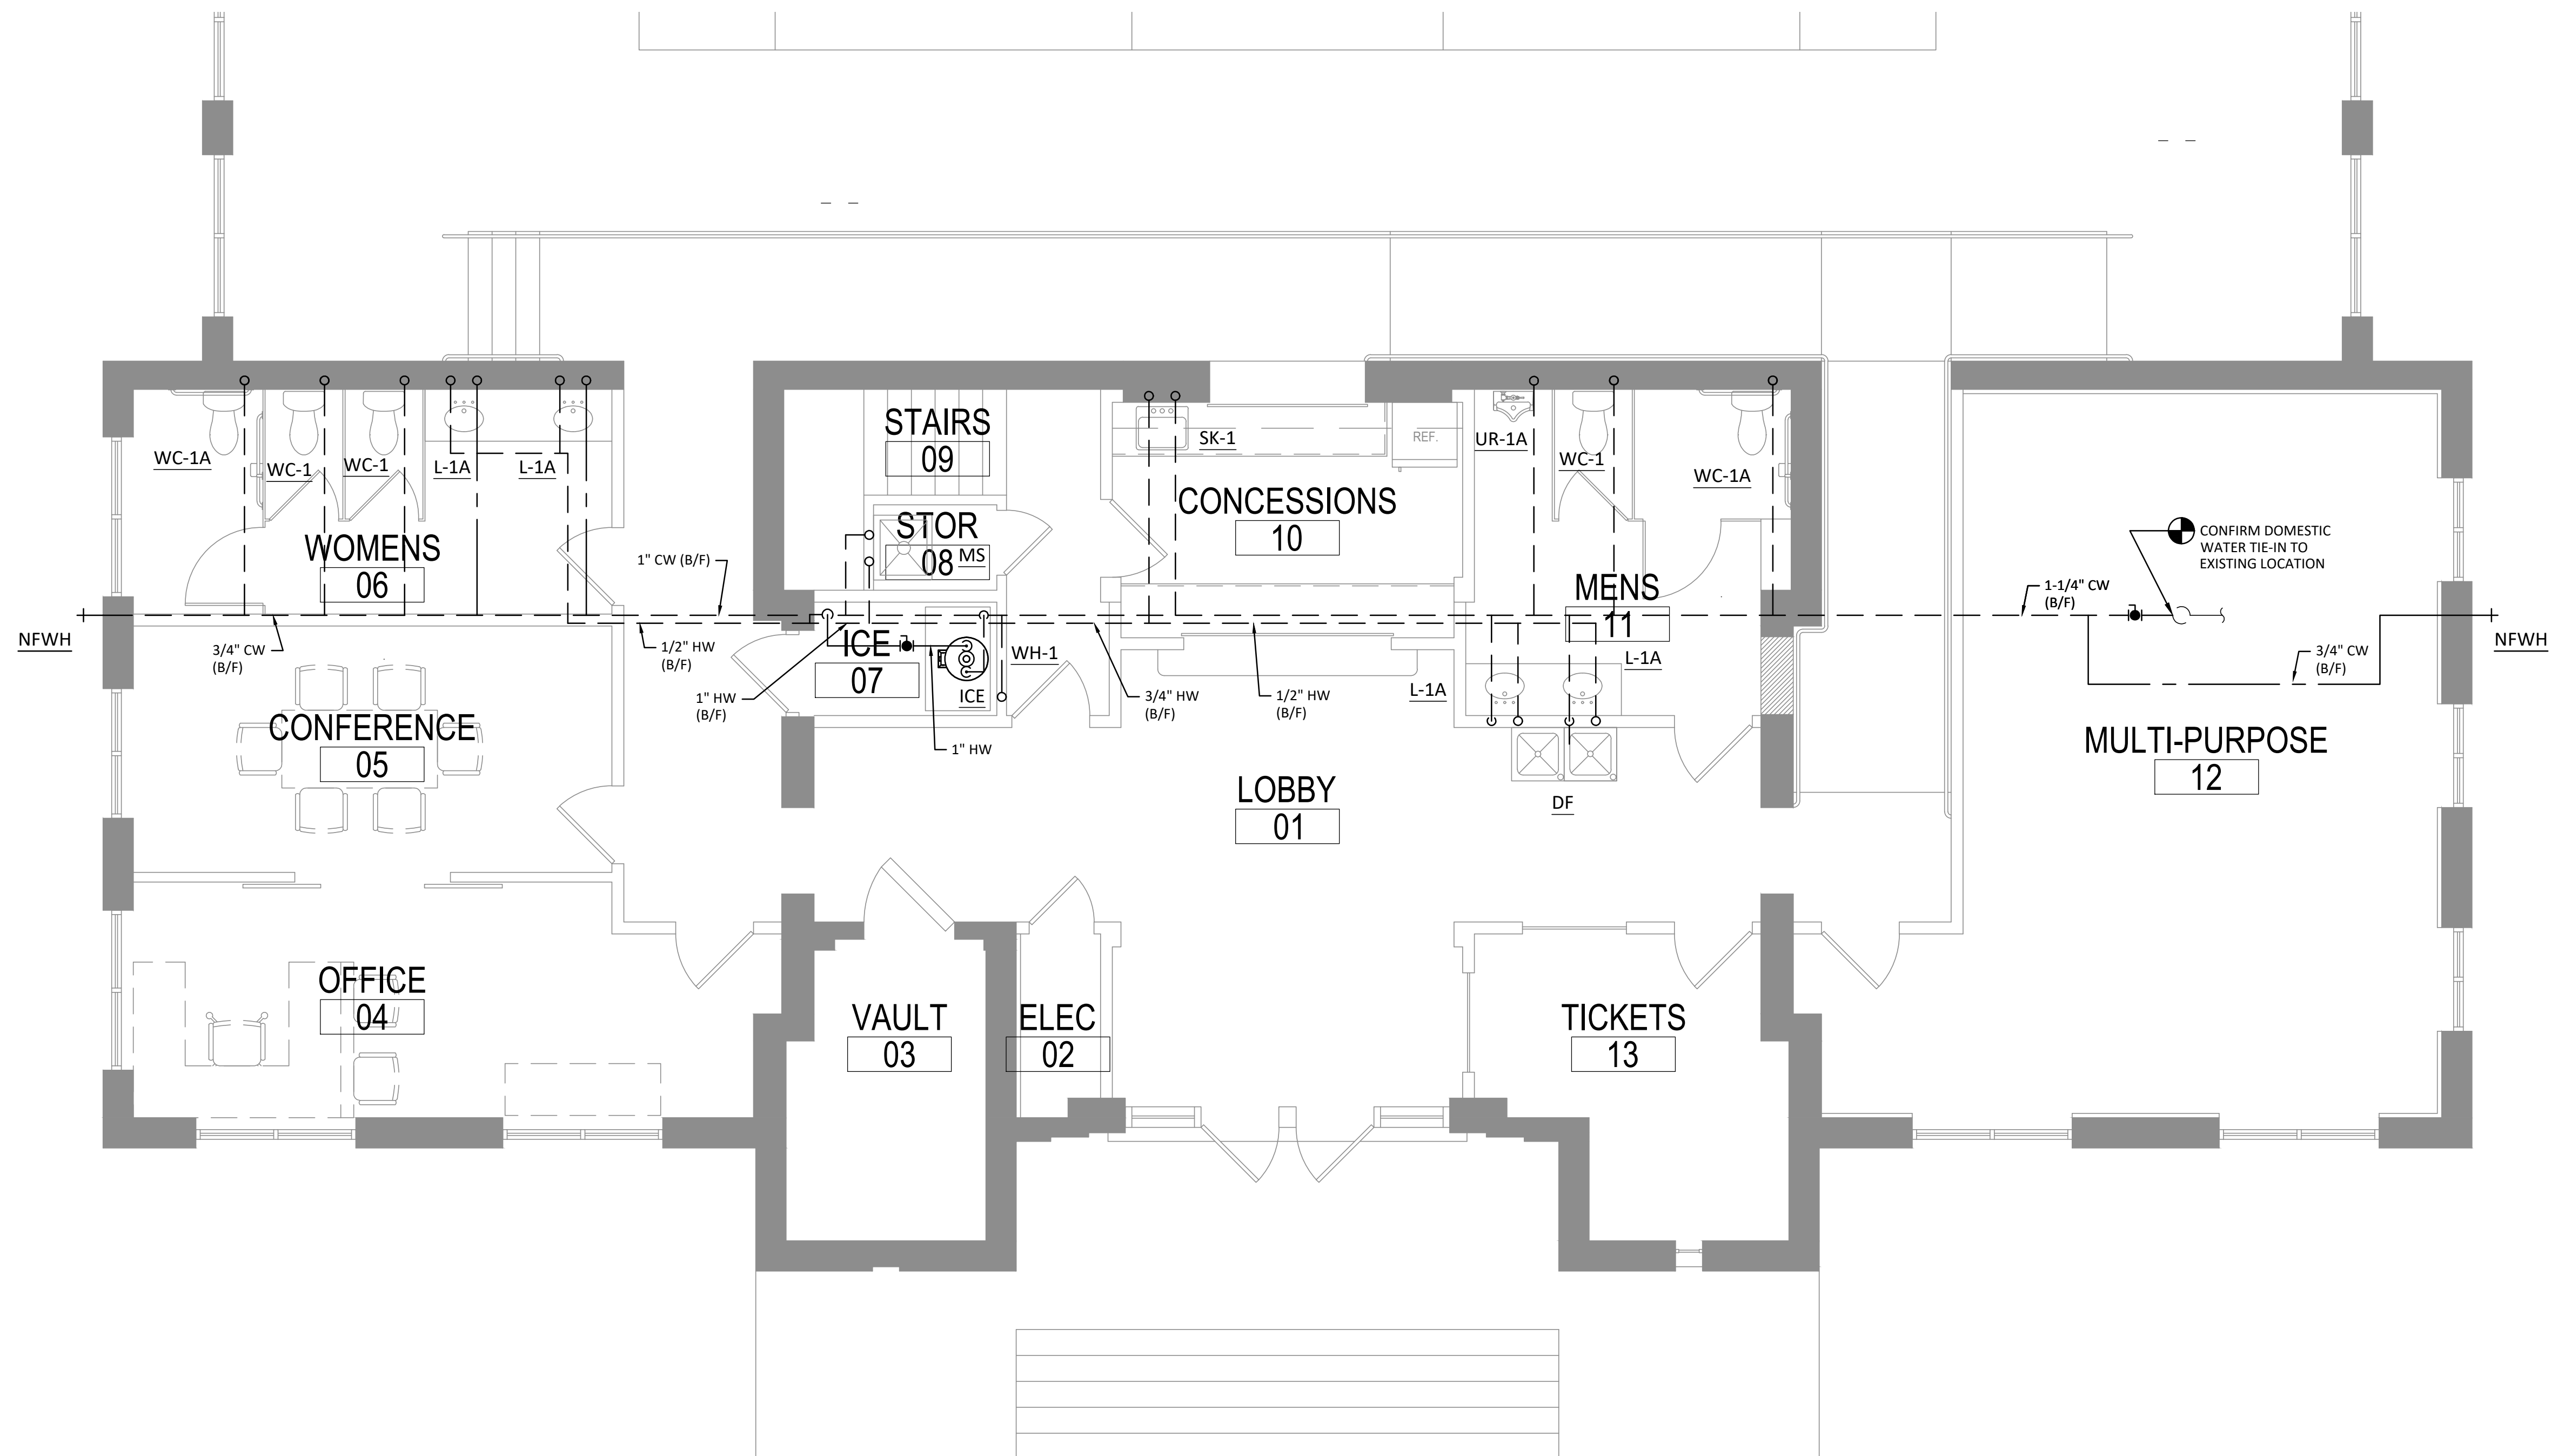 STAIRS
09
SK-1
REF.
UR-1A
WC-1A
WC-1
WC-1
L-1A
L-1A
WC-1
WC-1A
CONCESSIONS
10
STOR
08
MS
WOMENS
06
1" CW (B/F)
MENS
11
CONFIRM DOMESTIC
WATER TIE-IN TO
EXISTING LOCATION
1-1/4" CW
(B/F)
NFWH
3/4" CW
(B/F)
1/2" HW
(B/F)
ICE
07
WH-1
ICE
L-1A
L-1A
NFWH
3/4" CW
(B/F)
1" HW
(B/F)
3/4" HW
(B/F)
1/2" HW
(B/F)
1" HW
CONFERENCE
05
LOBBY
01
DF
MULTI-PURPOSE
12
OFFICE
04
VAULT
03
ELEC
02
TICKETS
13